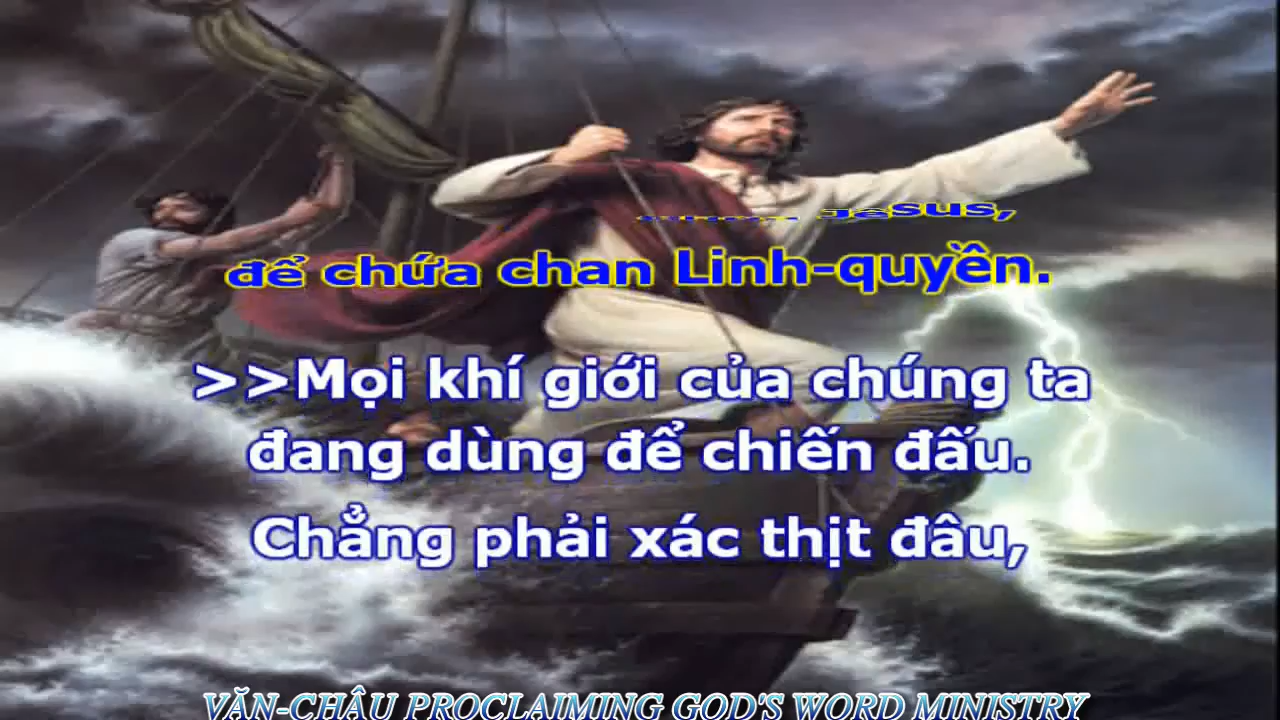 Jesus,
để chứa chan Linh-quyền.
>>Mọi khí giới của chúng ta
đang dùng để chiến đấu.
Chẳng phải xác thịt đâu,
VĂN-CHÂU PROCLAIMING GOD'S WORD MINISTRY